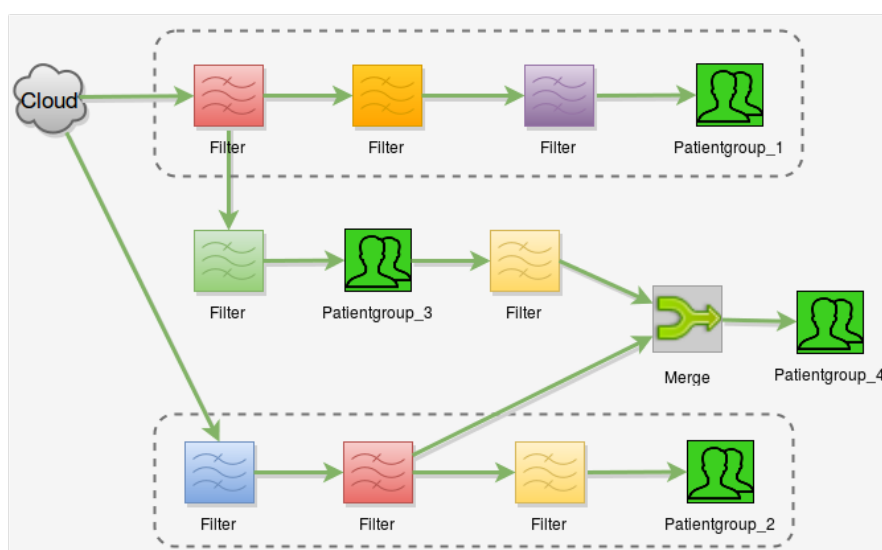 Cloud
Filter
Filter
Filter
Patientgroup_1
Filter
Patientgroup_3
Filter
Merge
Patientgroup_4
Filter
Filter
Filter
Patientgroup_2